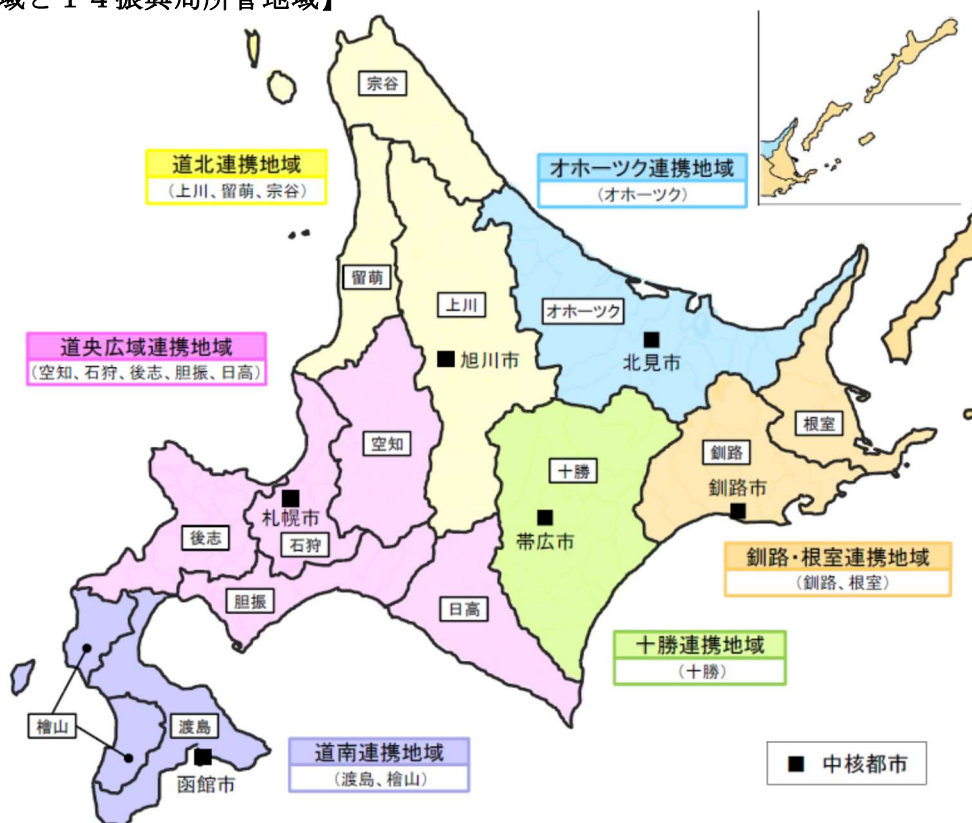 域と１４振興局所管地域】
宗谷
道北連携地域
(上川、留萌、宗谷)
オホーツク連携地域
(オホーツク)
留萌
上川
オホーツク
道央広域連携地域
(空知、石狩、後志、胆振、日高)
旭川市
北見市
空知
十勝
釧路
根室
釧路市
札幌市
後志
石狩
帯広市
釧路・根室連携地域
(釧路、根室)
胆振
日高
十勝連携地域
(十勝)
檜山
渡島
函館市
道南連携地域
(渡島、檜山)
■ 中核都市